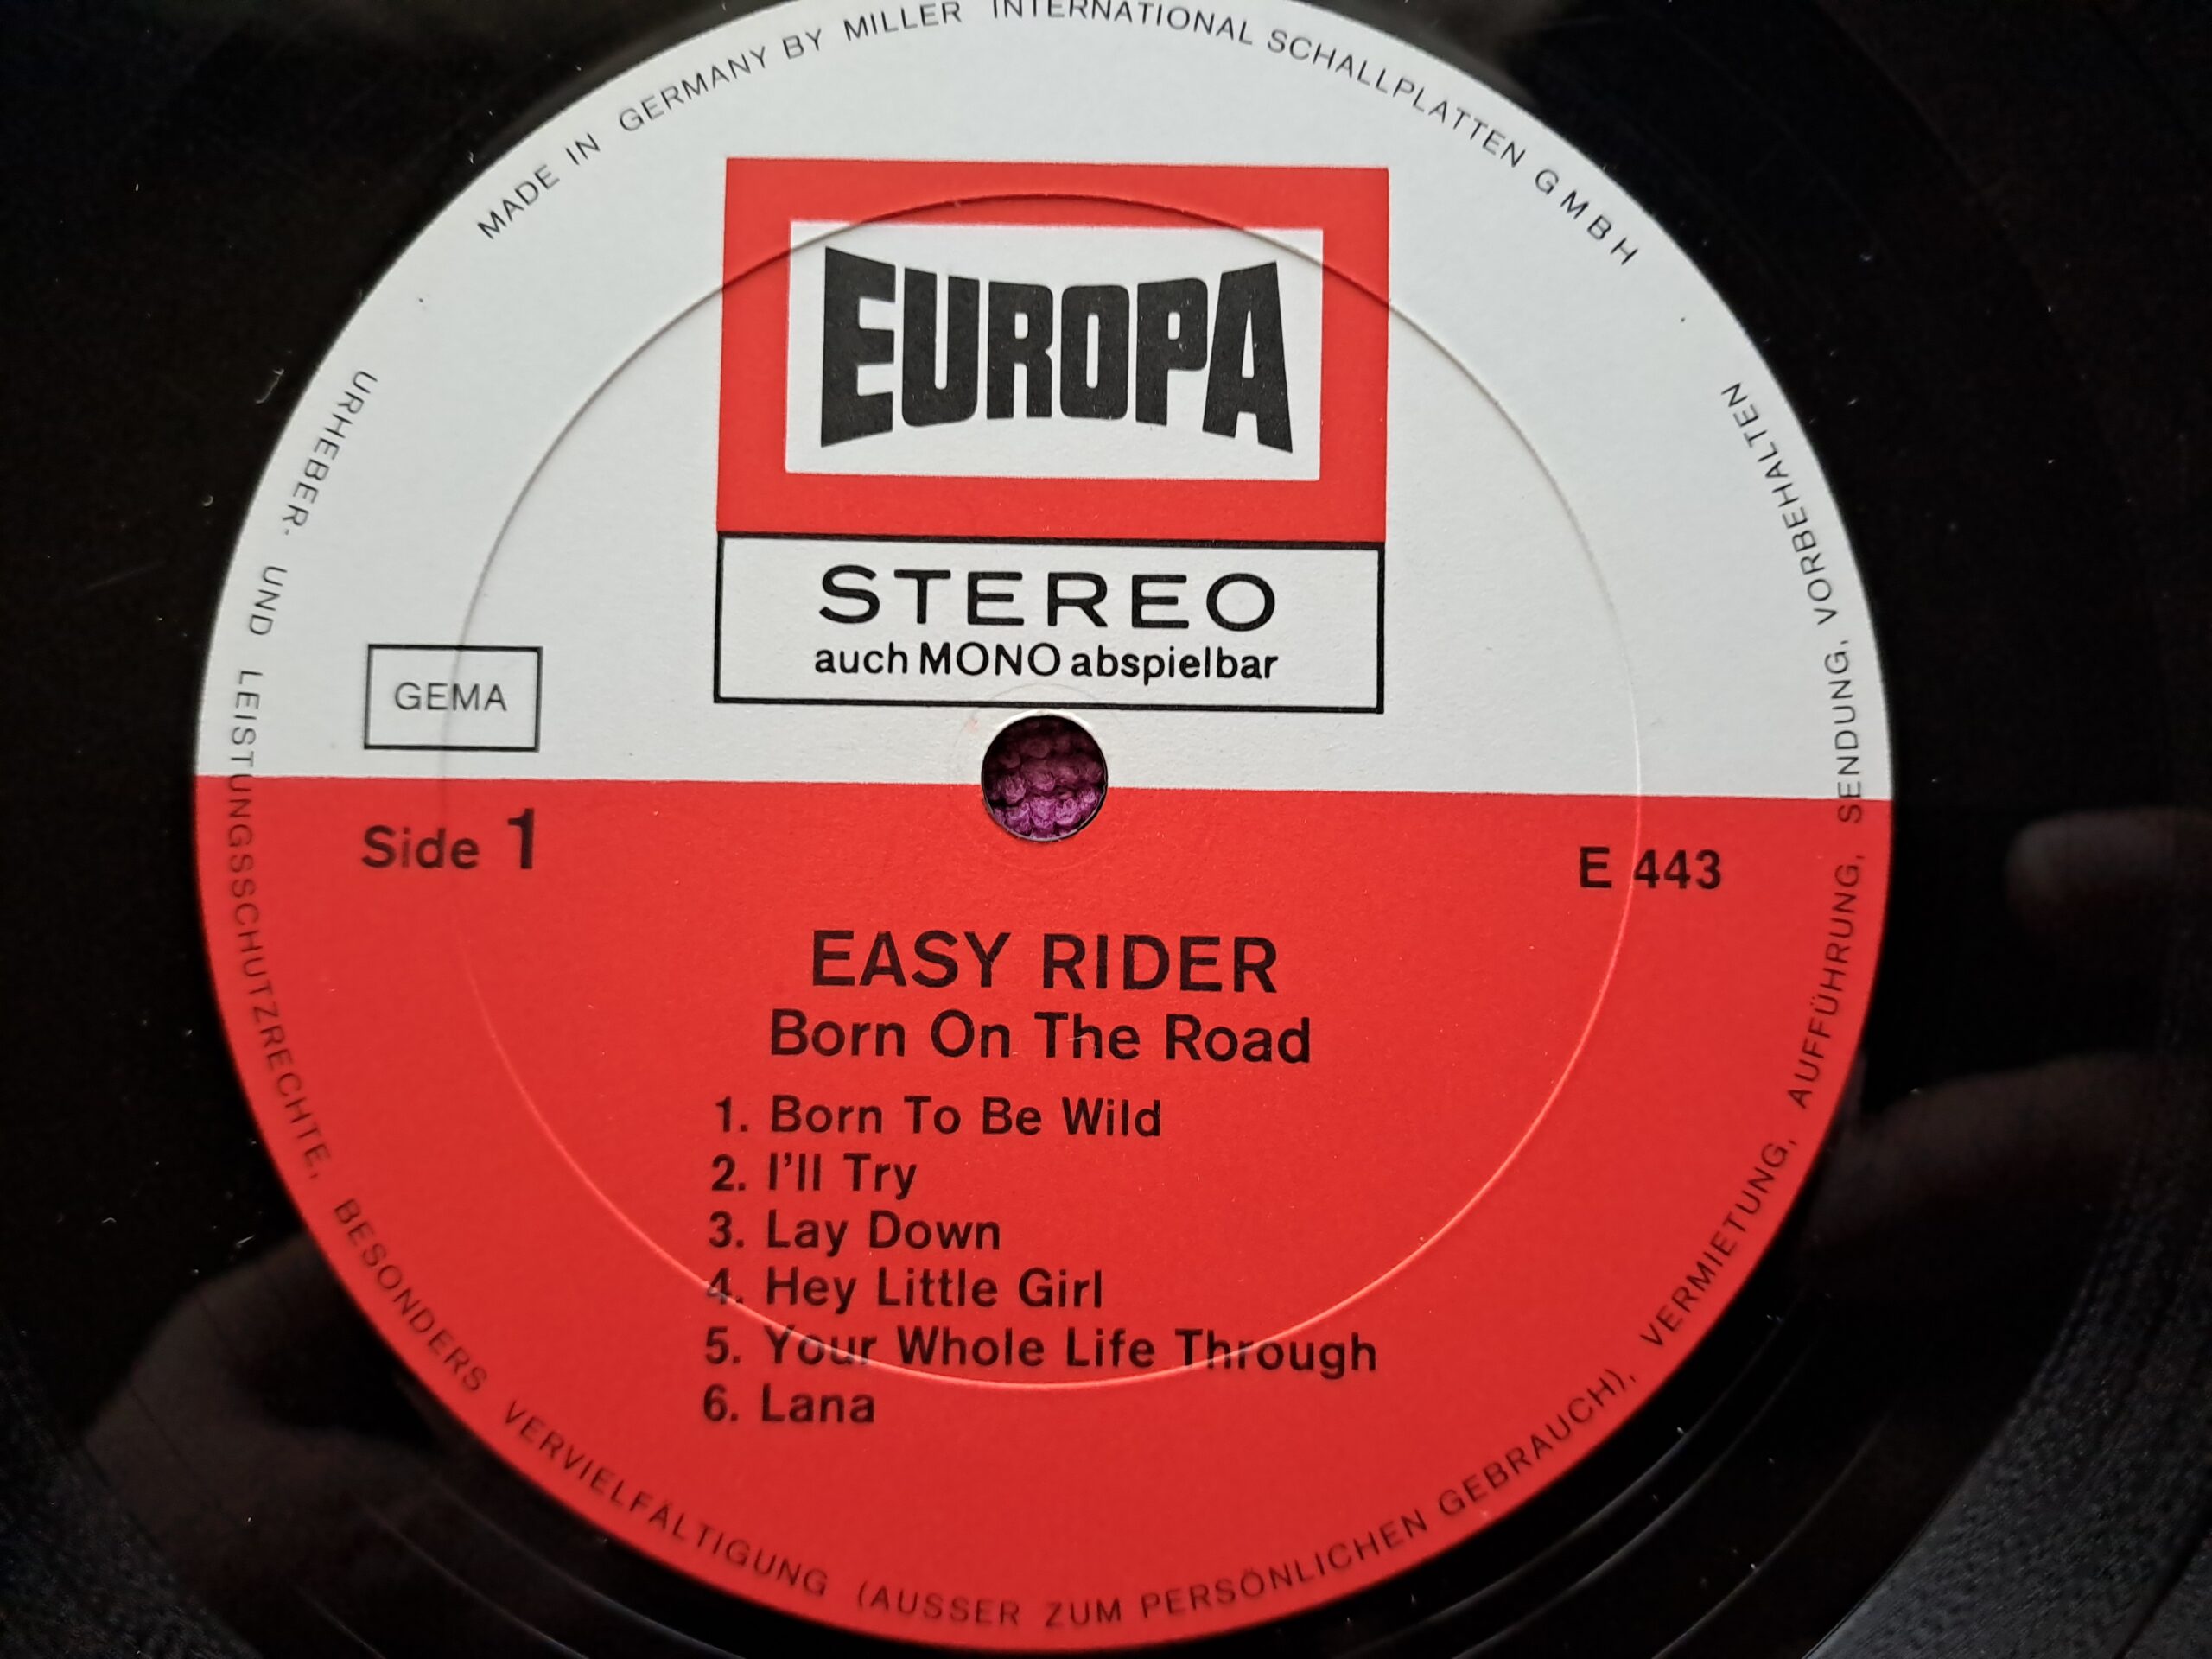 MADE IN GERMANY BY MILLER INTERNATIONAL SCHALLPLATTEN GMBH
EUROPA
STEREO
auch MONO abspielbar
GEMA
Side 1
E 443
EASY RIDER
Born On The Road
1. Born To Be Wild
2. I'll Try
3. Lay Down
4. Hey Little Girl
5. Your Whole Life Through
6. Lana
URHEBER- UND LEISTUNGSSCHUTZRECHTE, BESONDERS VERVIELFÄLTIGUNG (AUSSER ZUM PERSÖNLICHEN GEBRAUCH), VERMIETUNG, AUFFÜHRUNG, SENDUNG, VORBEHALTEN